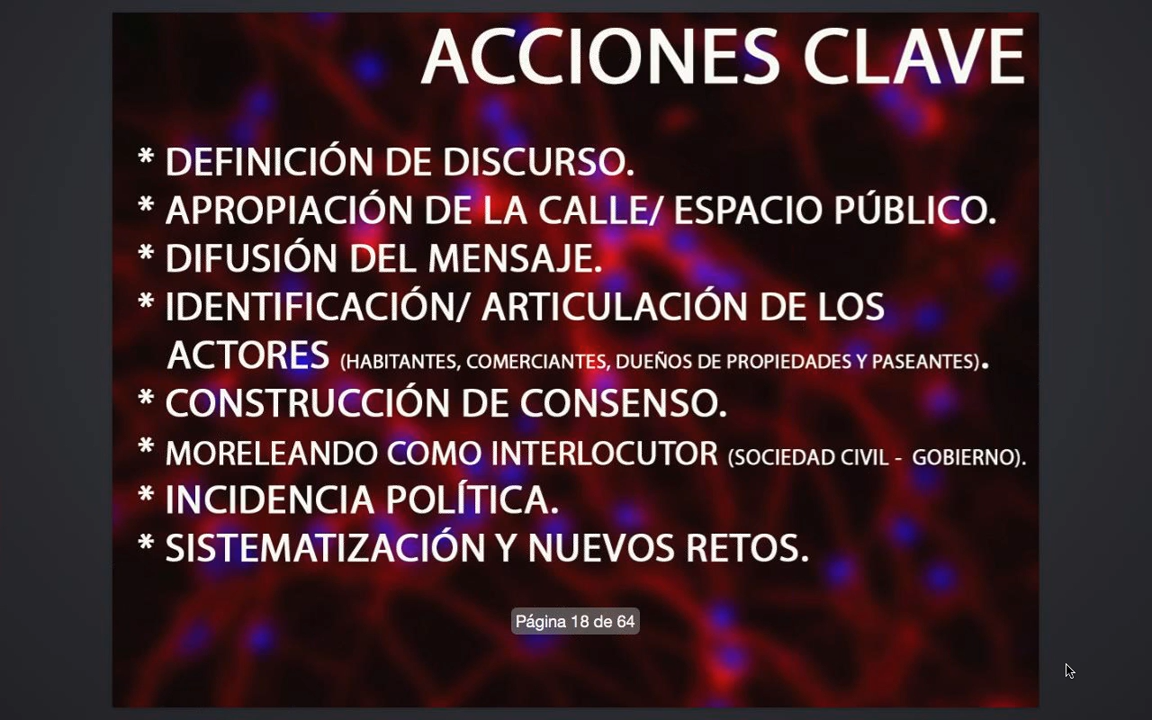 ACCIONES CLAVE
* DEFINICIÓN DE DISCURSO.
* APROPIACIÓN DE LA CALLE/ ESPACIO PÚBLICO.
* DIFUSIÓN DEL MENSAJE.
* IDENTIFICACIÓN/ ARTICULACIÓN DE LOS
ACTORES (HABITANTES, COMERCIANTES, DUEÑOS DE PROPIEDADES Y PASEANTES).
* CONSTRUCCIÓN DE CONSENSO.
* MORELEANDO COMO INTERLOCUTOR (SOCIEDAD CIVIL - GOBIERNO).
* INCIDENCIA POLÍTICA.
* SISTEMATIZACIÓN Y NUEVOS RETOS.
Página 18 de 64